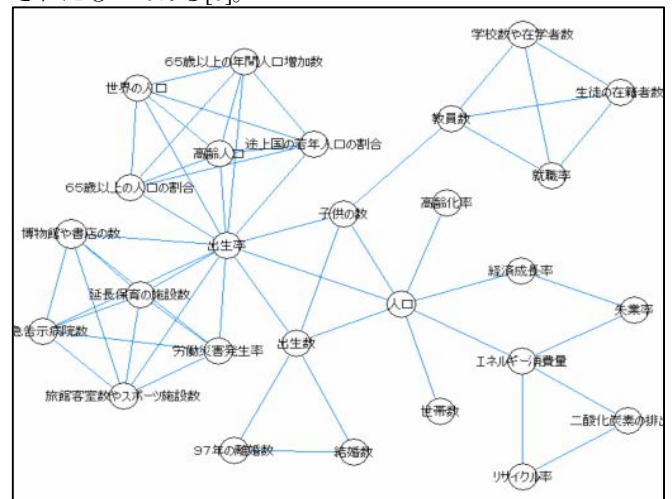 学校数や在学者数
65歳以上の年間人口増加数
世界の人口
生徒の在籍者数
教員数
高齢人口
途上国の若年人口の割合
就職率
65歳以上の人口の割合
高齢化率
子供の数
博物館や書店の数
出生率
経済成長率
延長保育の施設数
人口
失業率
急告示病院数
労働災害発生率
出生数
エネルギー消費量
旅館客室数やスポーツ施設数
世帯数
二酸化炭素の排出
97年の離婚数
結婚数
リサイクル率